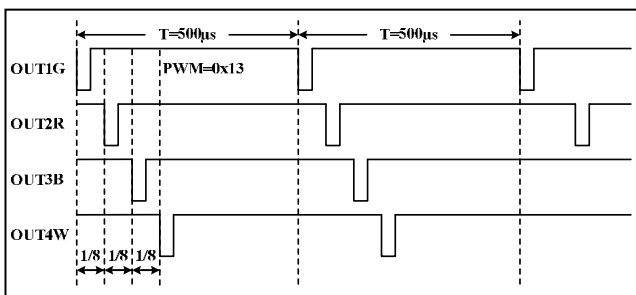 T=500μs T=500μs
OUT1G PWM=0x13
OUT2R
OUT3B
OUT4W
1/8 1/8 1/8